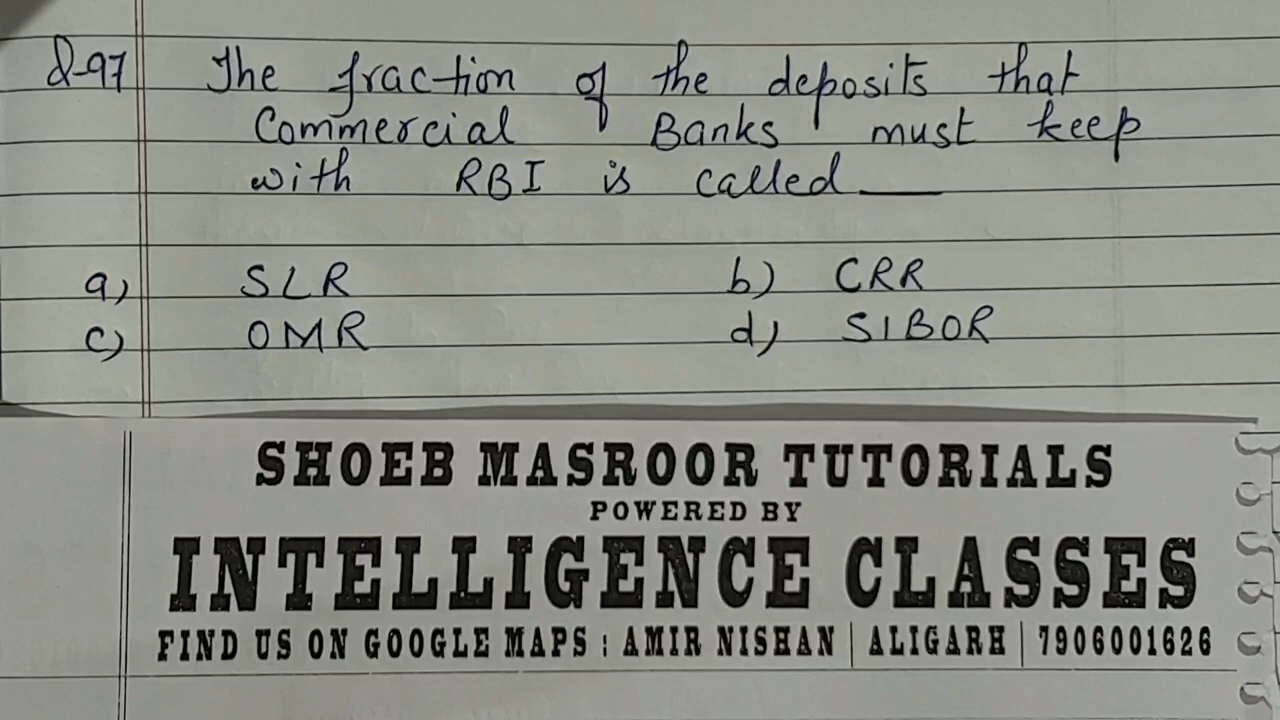 Q-97 The fraction of the deposits that
Commercial Banks must keep
with RBI is called ___
a) SLR b) CRR
c) OMR d) SIBOR
SHOEB MASROOR TUTORIALS
POWERED BY
INTELLIGENCE CLASSES
FIND US ON GOOGLE MAPS : AMIR NISHAN | ALIGARH | 7906001626